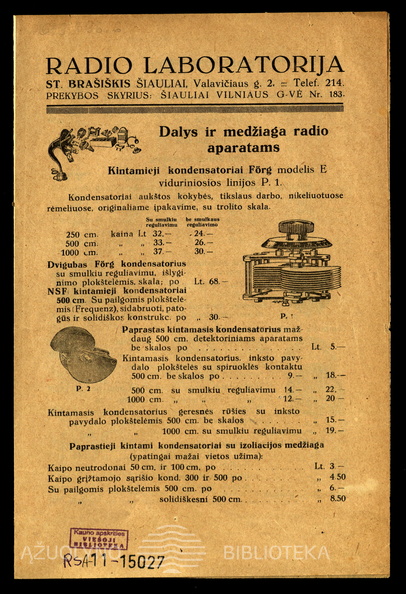 RADIO LABORATORIJA
ST. BRAŠIŠKIS ŠIAULIAI, Valavičiaus g. 2. = Telef. 214.
PREKYBOS SKYRIUS: ŠIAULIAI VILNIAUS G-VĖ Nr. 183.
Dalys ir medžiaga radio
aparatams
Kintamieji kondensatoriai Förg modelis E
viduriniosios linijos P. 1.
Kondensatoriai aukštos kokybės, tikslaus darbo, nikeliuotuose
rėmeliuose, originaliame įpakavime, su trolito skala.
Su smulkiu be smulkaus
reguliavimu reguliavimo
250 cm. kaina Lt 32.— 24.—
500 cm. „ „ 33.— 26.—
1000 cm. „ „ 37.— 30.—
Dvigubas Förg kondensatorius
su smulkiu reguliavimu, išlygi-
nimo plokštelėmis, skala; po Lt. 68.—
NSF kintamieji kondensatoriai
500 cm. Su pailgomis plokštelė-
mis (Frequenz), sidabruoti, pato-
gūs ir solidiškos konstrukc. po „ 30.—
P. 1
Paprastas kintamasis kondensatorius maž-
daug 500 cm. detektoriniams aparatams
be skalos po . . . . . . . . Lt. 5.—
Kintamasis kondensatorius, inksto pavy-
dalo plokštelės su spiruoklės kontaktu
500 cm. be skalos po . . . . 9.— „ 18.—
P. 2
500 cm. su smulkiu reguliavimu 14.— „ 22.—
1000 cm. „ „ „ 12.— „ 20 —
Kintamasis kondensatorius geresnės rūšies su inksto
pavydalo plokštelėmis 500 cm. be skalos . . . . „ 15.—
„ „ 1000 cm. su smulkiu reguliavimu „ 19.—
Paprastieji kintami kondensatoriai su izoliacijos medžiaga
(ypatingai mažai vietos užima):
Kaipo neutrodonai 50 cm. ir 100 cm. po . . . . Lt. 3 —
Kaipo grįžtamojo sąrišio kond. 300 ir 500 po . . . . „ 4 50
Su pailgomis plokštelėmis 500 cm. po . . . . „ 6.—
„ „ „ solidiškesni 500 cm. . . . . „ 8.50
Kauno apskrities
VIEŠOJI
BIBLIOTEKA
RSA11-15027
BIBLIOTEKA